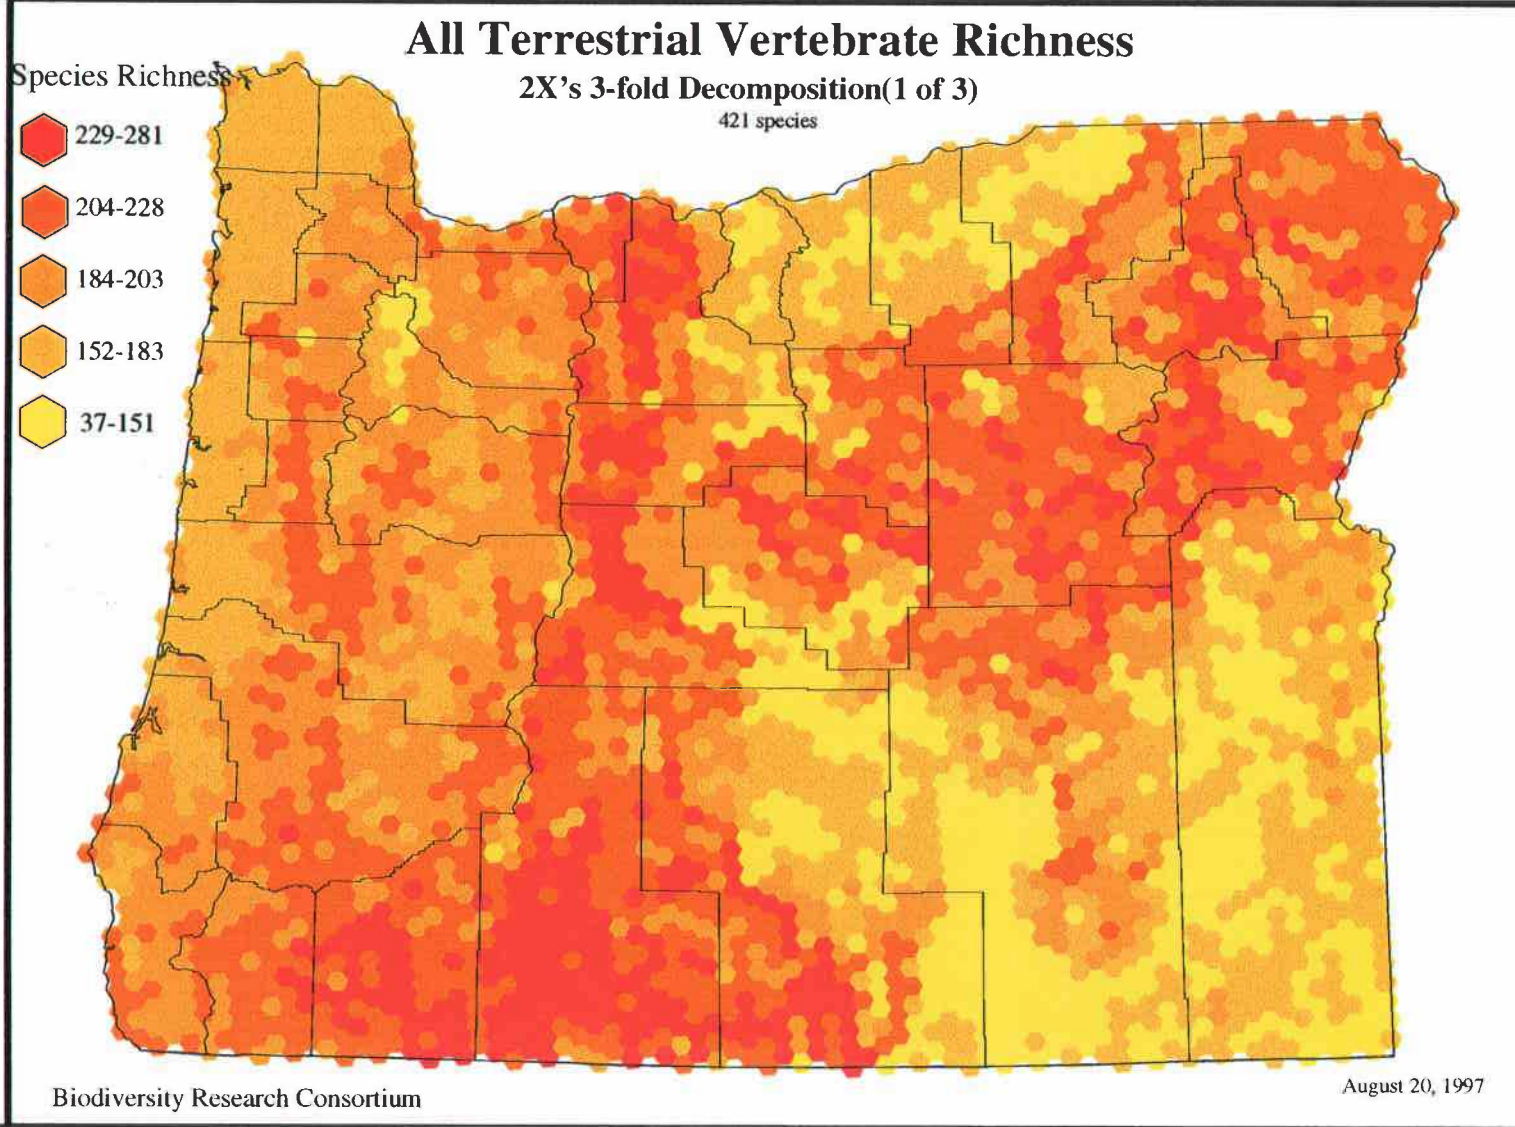 All Terrestrial Vertebrate Richness
2X's 3-fold Decomposition(1 of 3)
421 species
Species Richness
229-281
204-228
184-203
152-183
37-151
Biodiversity Research Consortium
August 20, 1997